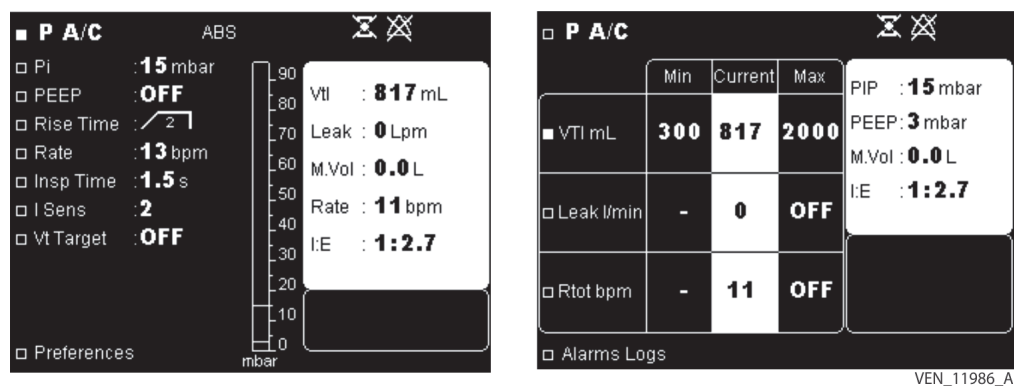 P A/C ABS
Pi :15 mbar
PEEP :OFF
Rise Time : 2
Rate :13 bpm
Insp Time :1.5 s
I Sens :2
Vt Target :OFF
Preferences
90
80
70
60
50
40
30
20
10
0
mbar
Vtl : 817 mL
Leak : 0 Lpm
M.Vol : 0.0 L
Rate : 11 bpm
I:E : 1:2.7
P A/C
Min Current Max
VTI mL 300 817 2000
Leak l/min - 0 OFF
Rtot bpm - 11 OFF
Alarms Logs
PIP :15 mbar
PEEP:3 mbar
M.Vol :0.0 L
I:E :1:2.7
VEN_11986_A